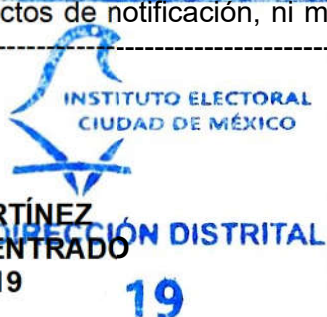 ctos de notificación, ni m
INSTITUTO ELECTORAL
CIUDAD DE MÉXICO
RTÍNEZ
DIRECCIÓN DISTRITAL
ENTRADO
19
19